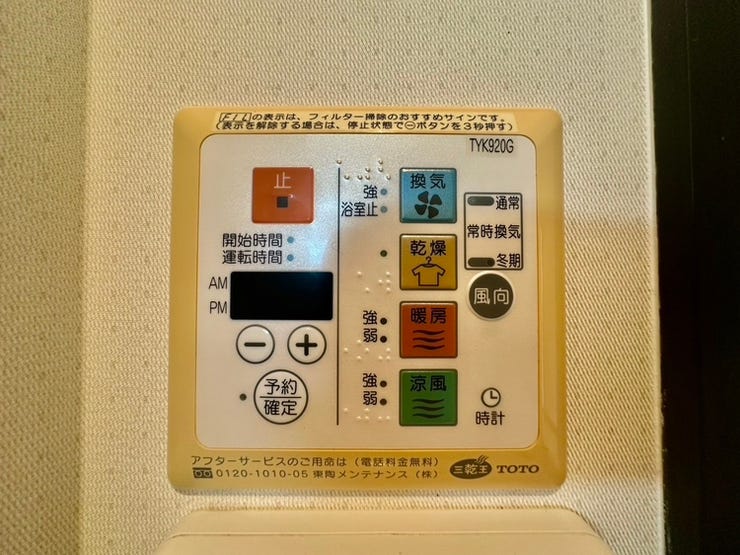 FILの表示は、フィルター掃除のおすすめサインです。
(表示を解除する場合は、停止状態で⊖ボタンを3秒押す)
TYK920G
止
開始時間
運転時間
AM
PM
予約
確定
強
浴室止
換気
乾燥
強
弱
暖房
強
弱
涼風
通常
常時換気
冬期
風向
時計
アフターサービスのご用命は(電話料金無料)
0120-1010-05 東陶メンテナンス(株)
三乾王 TOTO